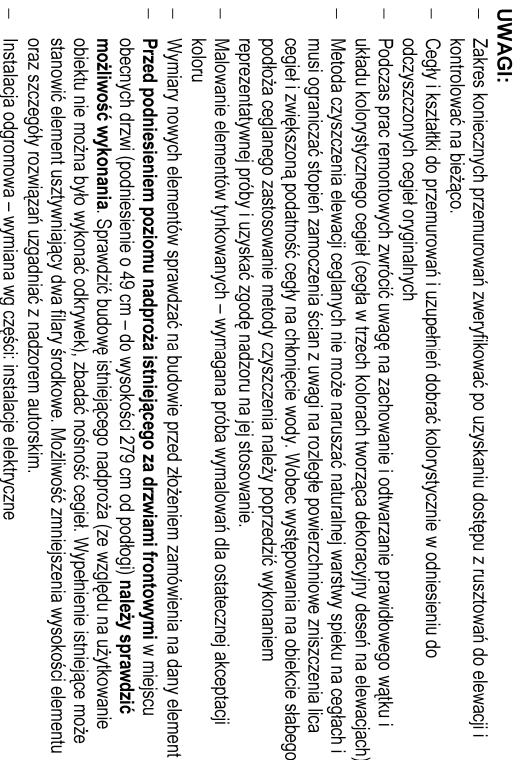 UWAGI:
– Zakres koniecznych przemurowań zweryfikować po uzyskaniu dostępu z rusztowań do elewacji i
kontrolować na bieżąco.
– Cegły i kształtki do przemurowań i uzupełnień dobrać kolorystycznie w odniesieniu do
odczyszczonych cegieł oryginalnych
– Podczas prac remontowych zwrócić uwagę na zachowanie i odtwarzanie prawidłowego wątku i
układu kolorystycznego cegieł (cegła w trzech kolorach tworząca dekoracyjny deseń na elewacjach)
– Metoda czyszczenia elewacji ceglanych nie może naruszać naturalnej warstwy spieku na cegłach i
musi ograniczać stopień zamoczenia ścian z uwagi na rozległe powierzchniowe zniszczenia lica
cegieł i zwiększoną podatność cegły na chłonięcie wody. Wobec występowania na obiekcie słabego
podłoża ceglanego zastosowanie metody czyszczenia należy poprzedzić wykonaniem
reprezentatywnej próby i uzyskać zgodę nadzoru na jej stosowanie.
– Malowanie elementów tynkowanych – wymagana próba wymalowań dla ostatecznej akceptacji
koloru
– Wymiary nowych elementów sprawdzać na budowie przed złożeniem zamówienia na dany element
– Przed podniesieniem poziomu nadproża istniejącego za drzwiami frontowymi w miejscu
obecnych drzwi (podniesienie o 49 cm – do wysokości 279 cm od podłogi) należy sprawdzić
możliwość wykonania. Sprawdzić budowę istniejącego nadproża (ze względu na użytkowanie
obiektu nie można było wykonać odkrywek), zbadać nośność cegieł. Wypełnienie istniejące może
stanowić element usztywniający dwa filary środkowe. Możliwość zmniejszenia wysokości elementu
oraz szczegóły rozwiązań uzgadniać z nadzorem autorskim.
– Instalacja odgromowa – wymiana wg części: instalacje elektryczne